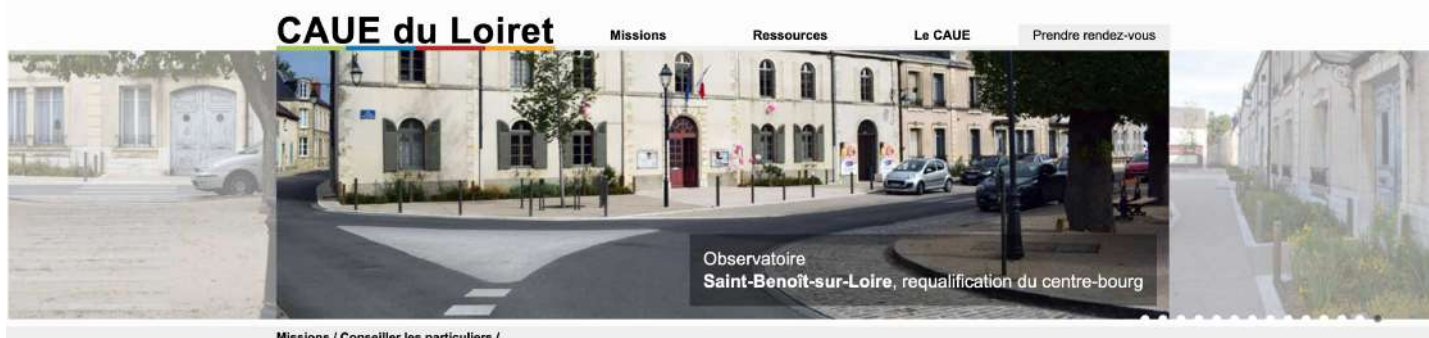 CAUE du Loiret
Missions
Ressources
Le CAUE
Prendre rendez-vous
Observatoire
Saint-Benoît-sur-Loire, requalification du centre-bourg
Missions / Conseiller les particuliers /